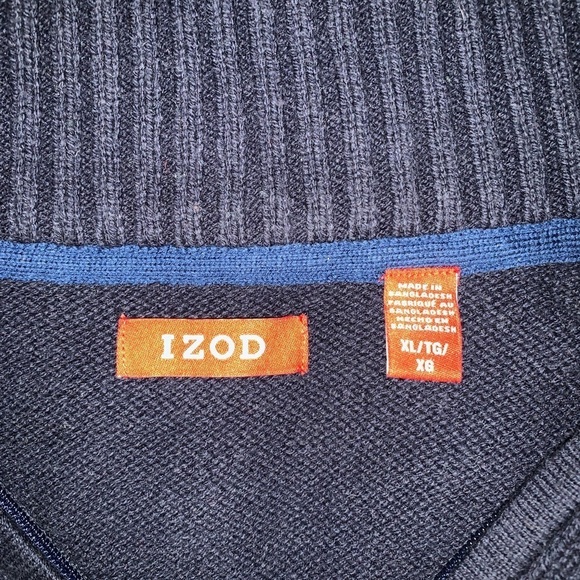 IZOD
MADE IN
BANGLADESH
FABRIQUÉ AU
BANGLADESH
HECHO EN
BANGLADESH
XL/TG/
XG